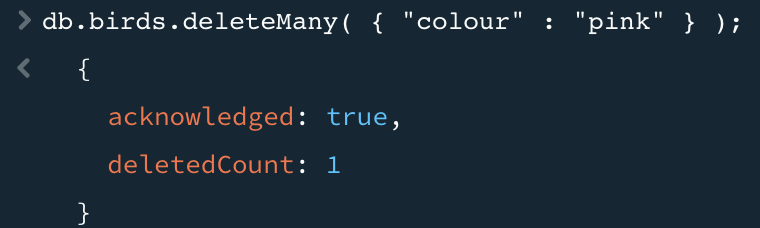 > db.birds.deleteMany( { "colour" : "pink" } );
< {
acknowledged: true,
deletedCount: 1
}